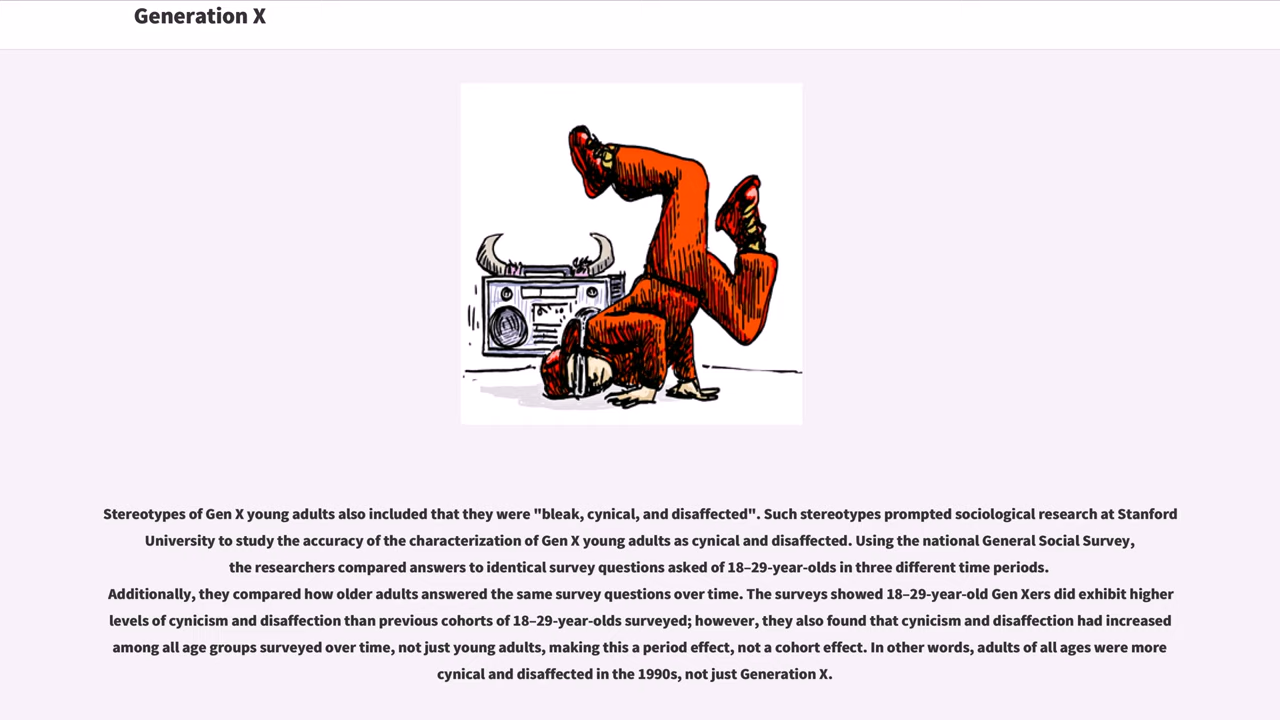 Generation X
Stereotypes of Gen X young adults also included that they were "bleak, cynical, and disaffected". Such stereotypes prompted sociological research at Stanford
University to study the accuracy of the characterization of Gen X young adults as cynical and disaffected. Using the national General Social Survey,
the researchers compared answers to identical survey questions asked of 18–29-year-olds in three different time periods.
Additionally, they compared how older adults answered the same survey questions over time. The surveys showed 18–29-year-old Gen Xers did exhibit higher
levels of cynicism and disaffection than previous cohorts of 18–29-year-olds surveyed; however, they also found that cynicism and disaffection had increased
among all age groups surveyed over time, not just young adults, making this a period effect, not a cohort effect. In other words, adults of all ages were more
cynical and disaffected in the 1990s, not just Generation X.